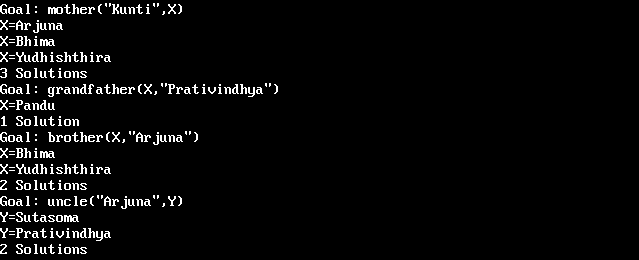 Goal: mother("Kunti",X)
X=Arjuna
X=Bhima
X=Yudhishthira
3 Solutions
Goal: grandfather(X,"Prativindhya")
X=Pandu
1 Solution
Goal: brother(X,"Arjuna")
X=Bhima
X=Yudhishthira
2 Solutions
Goal: uncle("Arjuna",Y)
Y=Sutasoma
Y=Prativindhya
2 Solutions